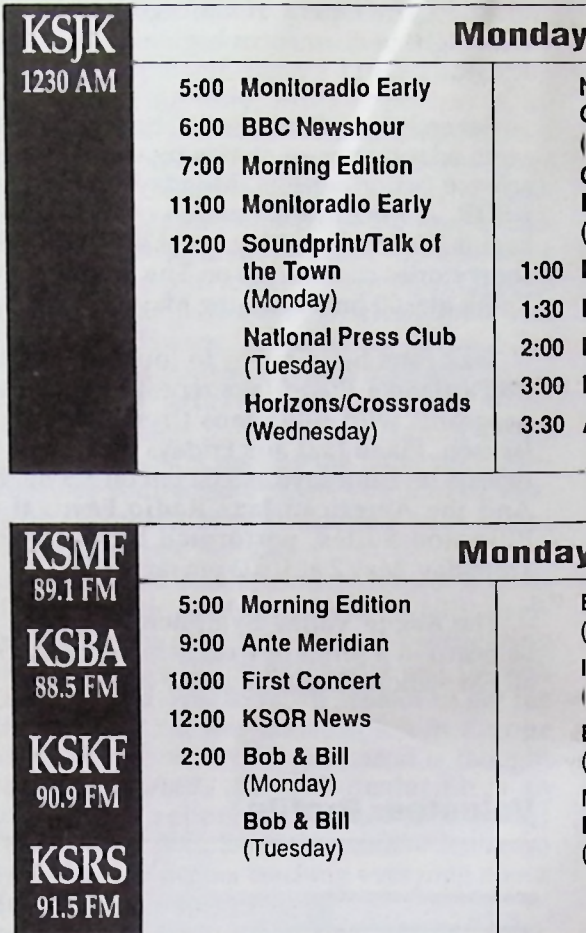 KSJK
1230 AM
Monday
5:00 Monitoradio Early
6:00 BBC Newshour
7:00 Morning Edition
11:00 Monitoradio Early
12:00 Soundprint/Talk of
the Town
(Monday)
National Press Club
(Tuesday)
Horizons/Crossroads
(Wednesday)
1:00
1:30
2:00
3:00
3:30
KSMF
89.1 FM
KSBA
88.5 FM
KSKF
90.9 FM
KSRS
91.5 FM
Monday
5:00 Morning Edition
9:00 Ante Meridian
10:00 First Concert
12:00 KSOR News
2:00 Bob & Bill
(Monday)
Bob & Bill
(Tuesday)